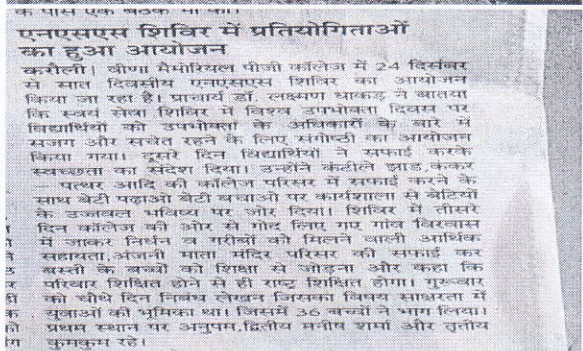 के पास एक बैठक भी की।
एनएसएस शिविर में प्रतियोगिताओं
का हुआ आयोजन
करौली। वीणा मैमोरियल पीजी कॉलेज में 24 दिसंबर
से सात दिवसीय एनएसएस शिविर का आयोजन
किया जा रहा है। प्राचार्य डॉ. लक्ष्मण धाकड़ ने बातया
कि स्वयं सेवा शिविर में विश्व उपभोक्ता दिवस पर
विद्यार्थियों को उपभोक्ता के अधिकारों के बारे में
सजग और सचेत रहने के लिए संगोष्ठी का आयोजन
किया गया। दूसरे दिन विद्यार्थियों ने सफाई करके
स्वच्छता का संदेश दिया। उन्होंने कंटीले झाड,कंकर
पत्थर आदि की कॉलेज परिसर में सफाई करने के
साथ बेटी पढ़ाओ बेटी बचाओ पर कार्यशाला से बेटियों
के उज्जवल भविष्य पर जोर दिया। शिविर में तीसरे
दिन कॉलेज की ओर से गोद लिए गए गांव बिरवास
में जाकर निर्धन व गरीबों को मिलने वाली आर्थिक
सहायता,अंजनी माता मंदिर परिसर की सफाई कर
बस्ती के बच्चों को शिक्षा से जोड़ना और कहा कि
परिवार शिक्षित होने से ही राष्ट्र शिक्षित होगा। गुरूवार
को चौथे दिन निबंध लेखन जिसका विषय साक्षरता में
युवाओं की भूमिका था। जिसमें 36 बच्चों ने भाग लिया।
प्रथम स्थान पर अनुपम,द्वितीय मनीष शर्मा और तृतीय
कुमकुम रहे।